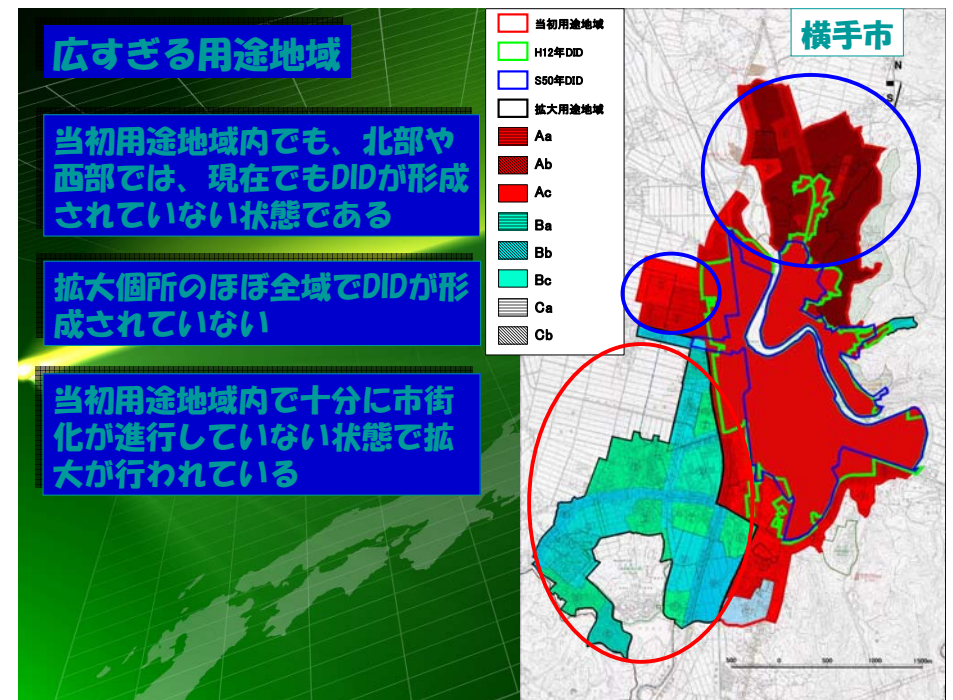 広すぎる用途地域
当初用途地域内でも、北部や
西部では、現在でもDIDが形成
されていない状態である
拡大個所のほぼ全域でDIDが形
成されていない
当初用途地域内で十分に市街
化が進行していない状態で拡
大が行われている
当初用途地域
H12年DID
S50年DID
拡大用途地域
Aa
Ab
Ac
Ba
Bb
Bc
Ca
Cb
横手市
N
S
500 0 500 1000 1500m